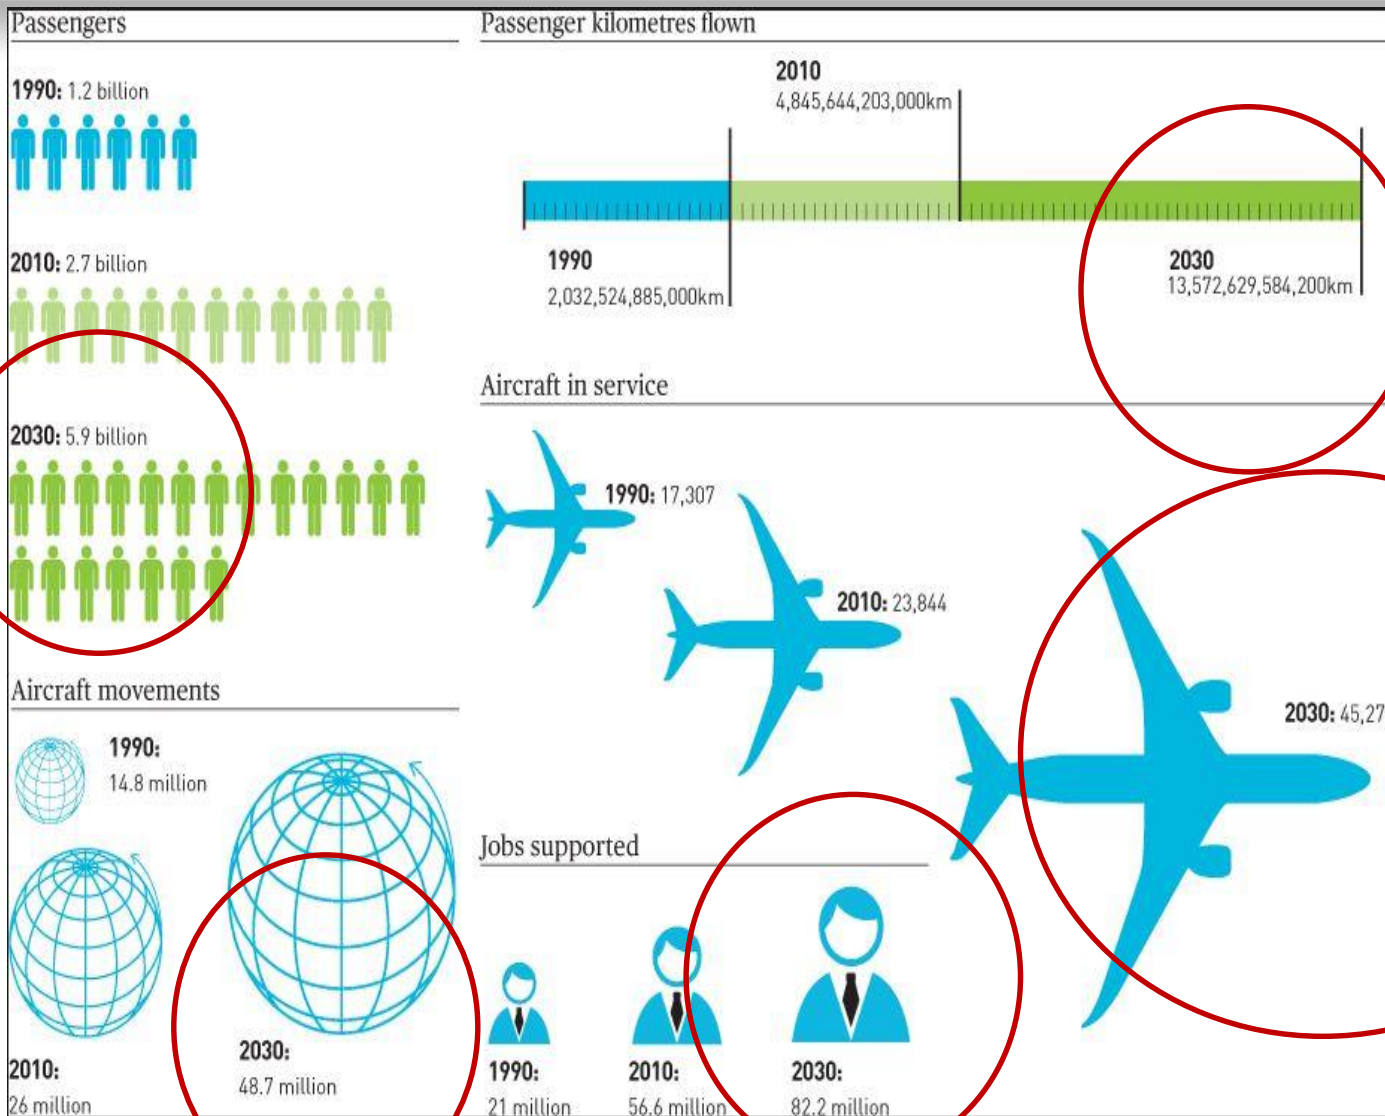 Passengers
1990: 1.2 billion
2010: 2.7 billion
2030: 5.9 billion
Passenger kilometres flown
2010
4,845,644,203,000km
1990
2,032,524,885,000km
2030
13,572,629,584,200km
Aircraft in service
1990: 17,307
2010: 23,844
2030: 45,27
Aircraft movements
1990:
14.8 million
2010:
26 million
2030:
48.7 million
Jobs supported
1990:
21 million
2010:
56.6 million
2030:
82.2 million